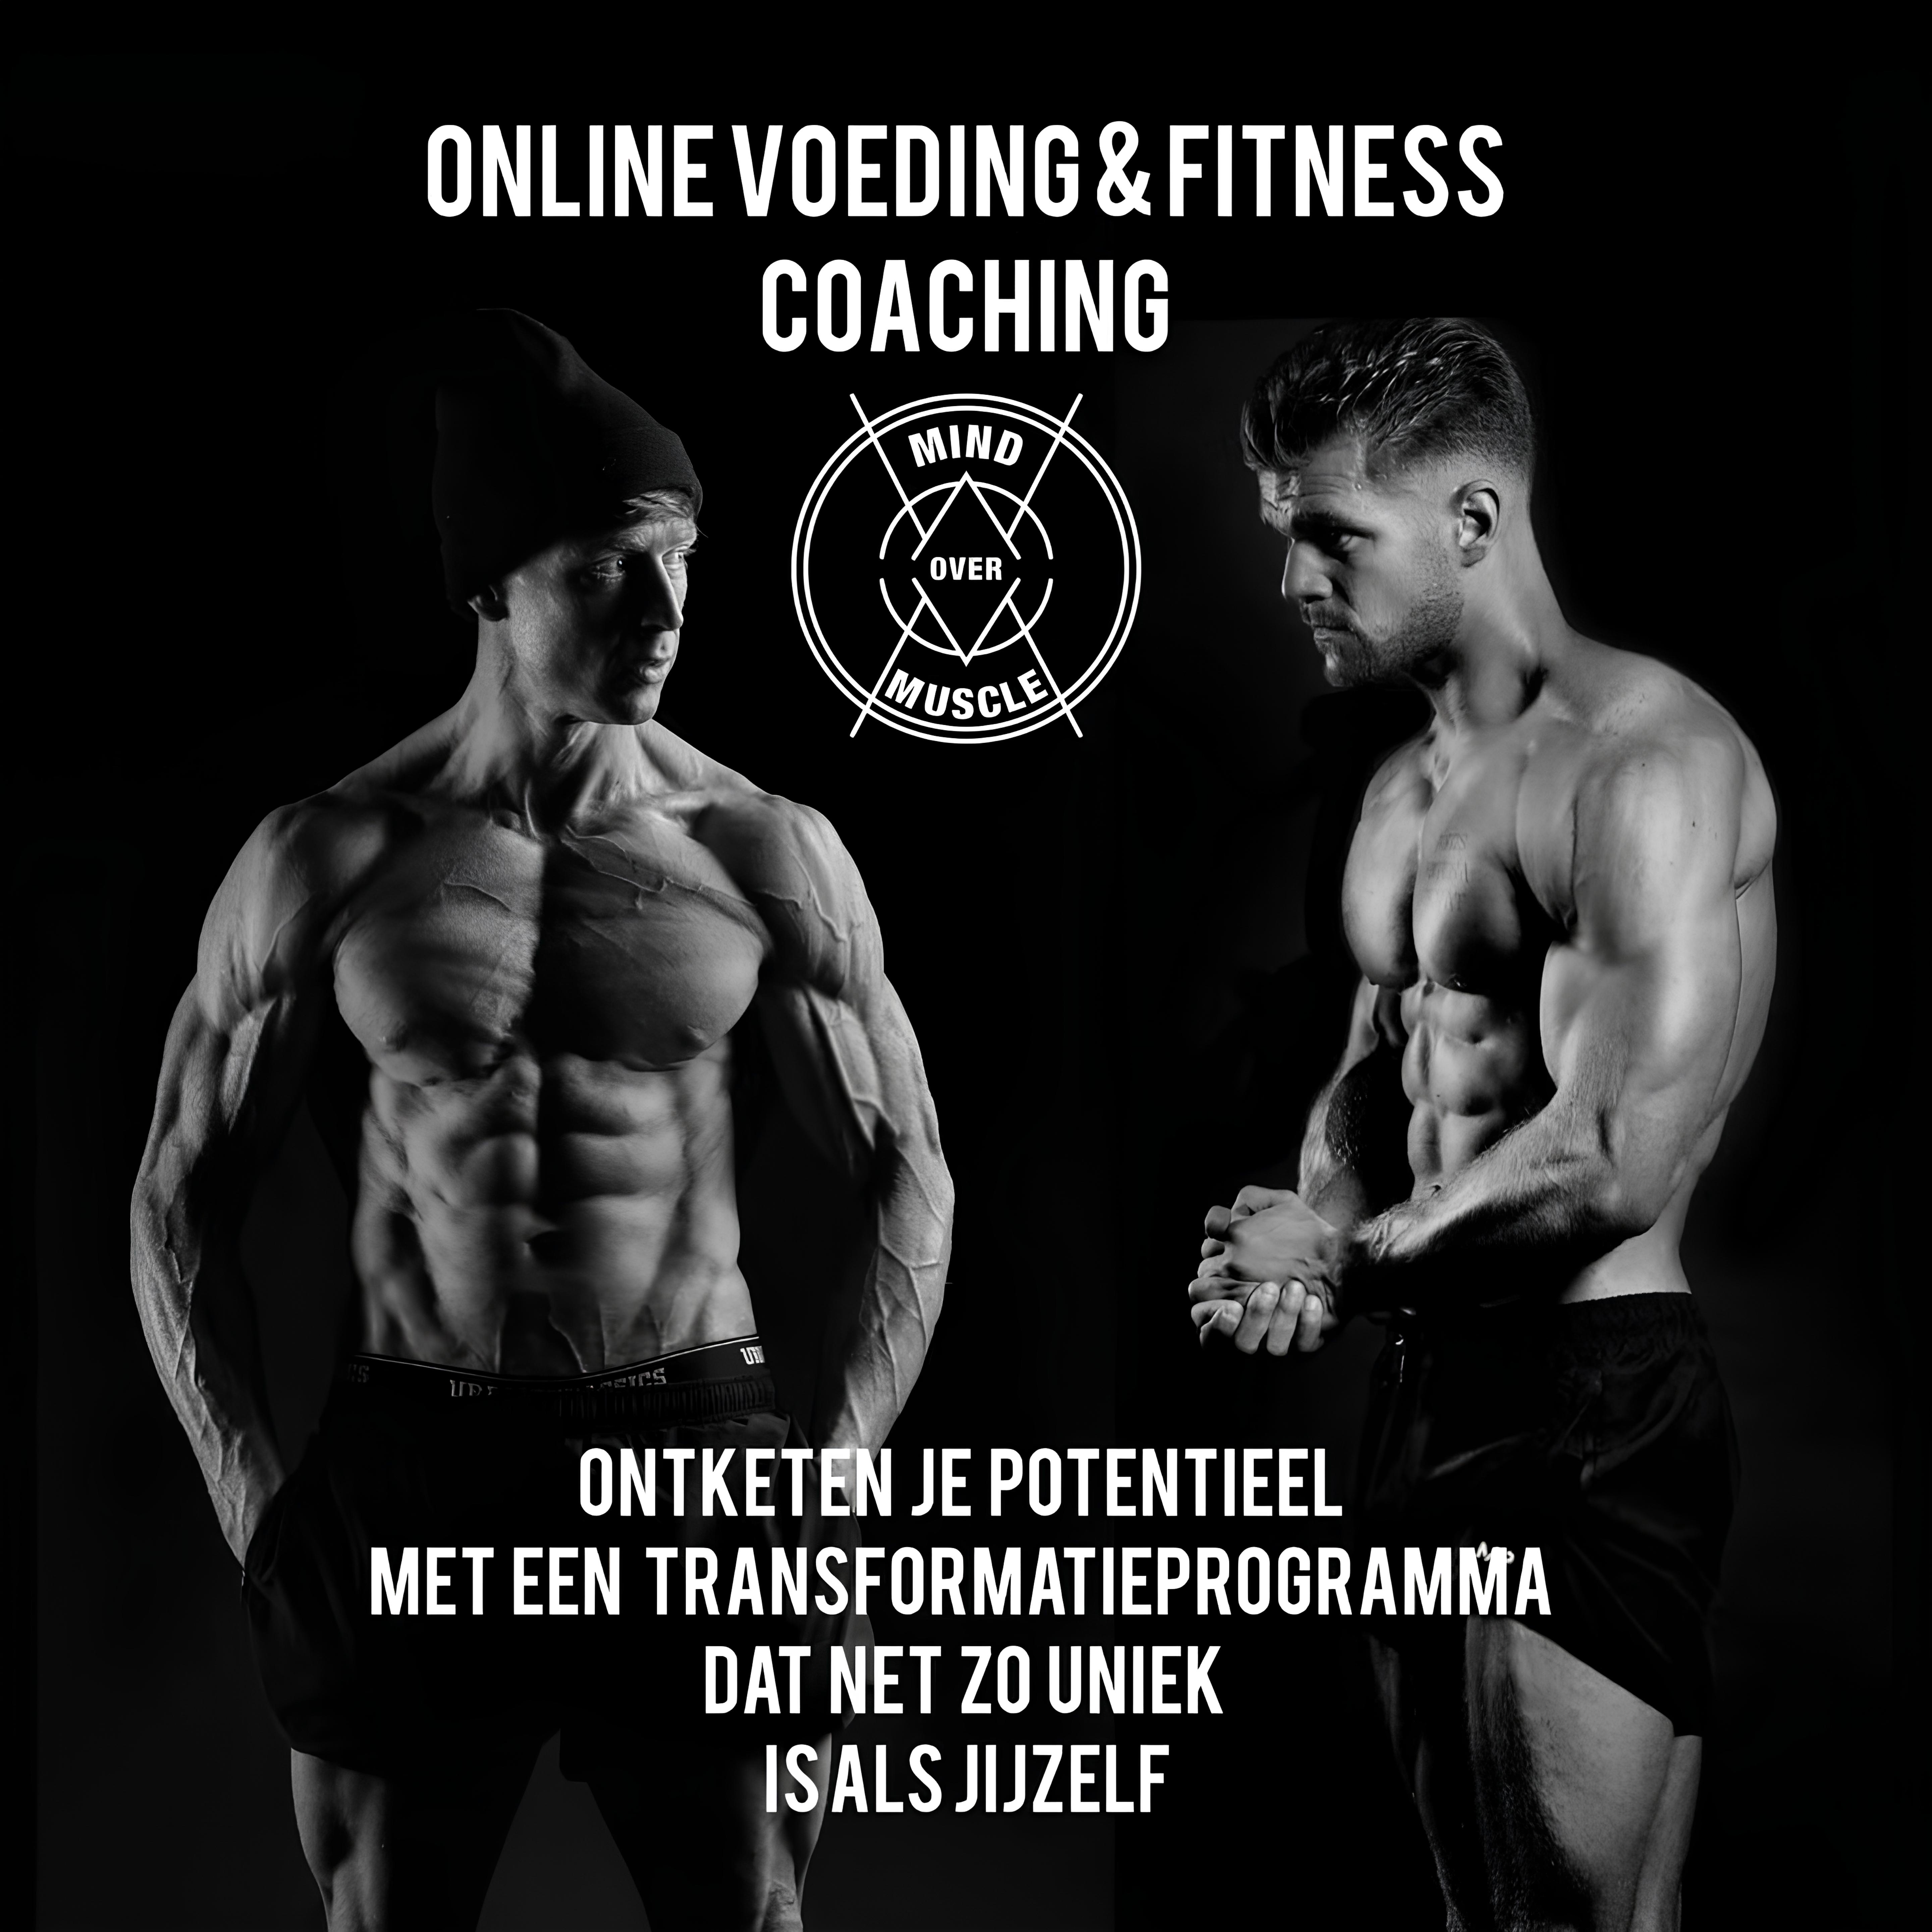 ONLINE VOEDING & FITNESS
COACHING
MIND
OVER
MUSCLE
ONTKETEN JE POTENTIEEL
MET EEN TRANSFORMATIEPROGRAMMA
DAT NET ZO UNIEK
IS ALS JIJZELF